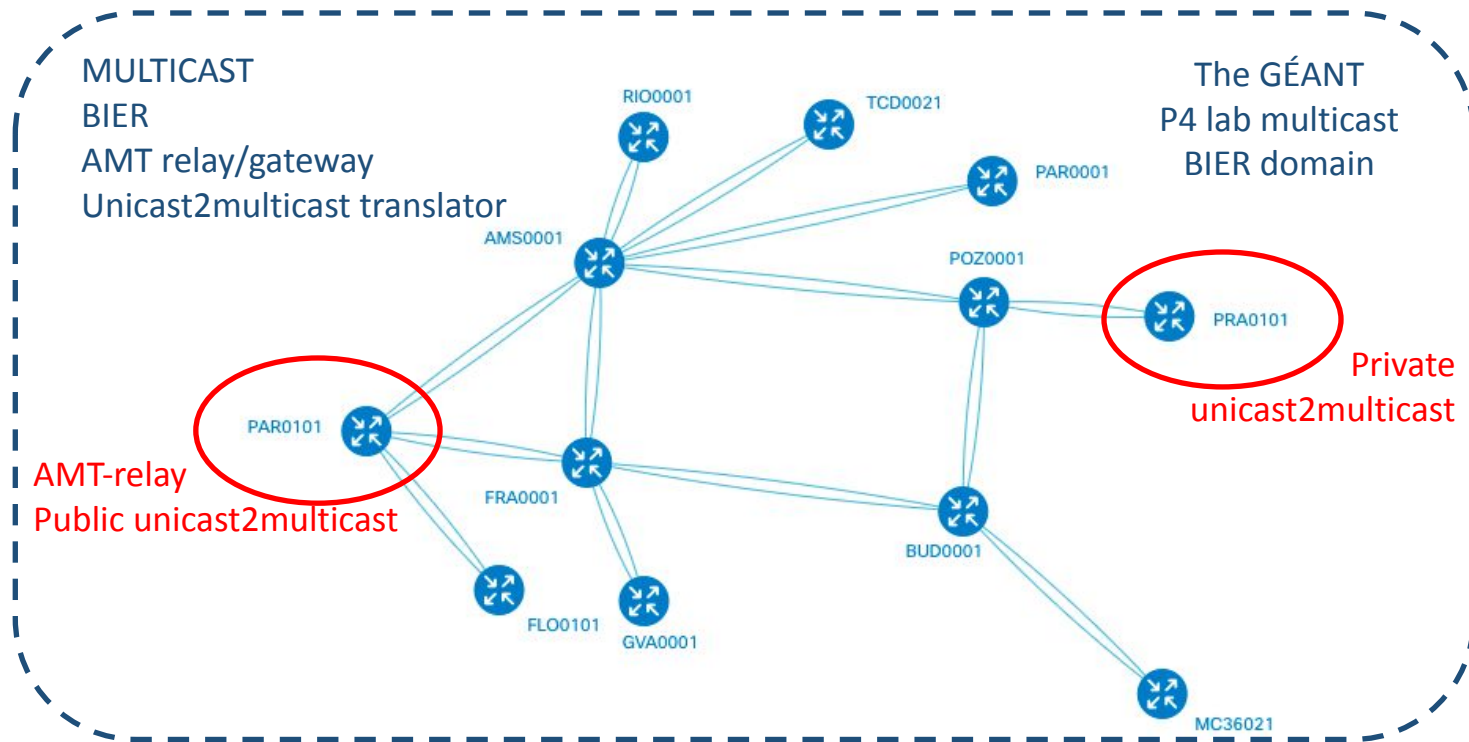 MULTICAST
BIER
AMT relay/gateway
Unicast2multicast translator
The GÉANT
P4 lab multicast
BIER domain
RIO0001
TCD0021
PAR0001
AMS0001
POZ0001
PRA0101
Private
unicast2multicast
PAR0101
AMT-relay
Public unicast2multicast
FRA0001
BUD0001
FLO0101
GVA0001
MC36021